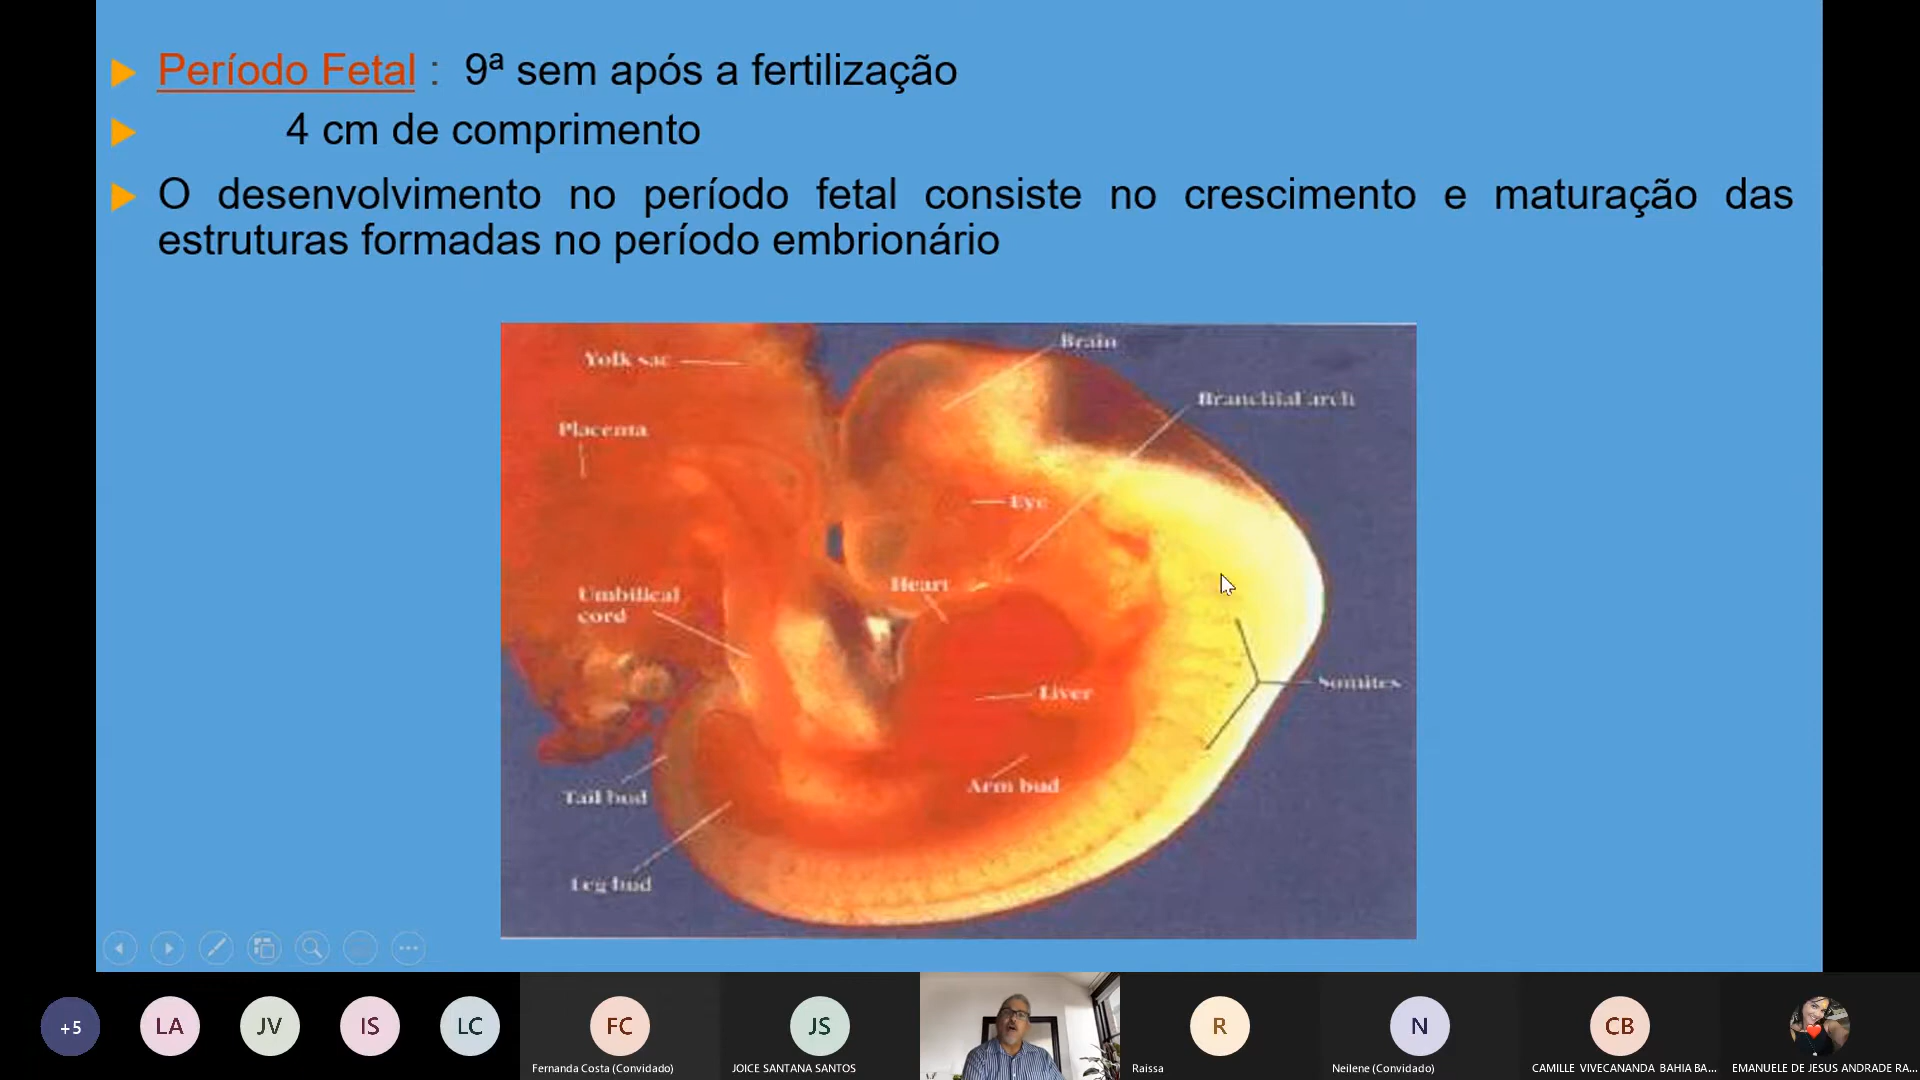 Período Fetal : 9ª sem após a fertilização
4 cm de comprimento
O desenvolvimento no período fetal consiste no crescimento e maturação das
estruturas formadas no período embrionário
Brain
Yolk sac
Branchial arch
Placenta
Eye
Heart
Umbilical
cord
Somites
Liver
Arm bud
Tail bud
Leg bud
+5
LA
JV
IS
LC
FC
JS
R
N
CB
Fernanda Costa (Convidado)
JOICE SANTANA SANTOS
Raissa
Neilene (Convidado)
CAMILLE VIVECANANDA BAHIA BA...
EMANUELE DE JESUS ANDRADE RA...